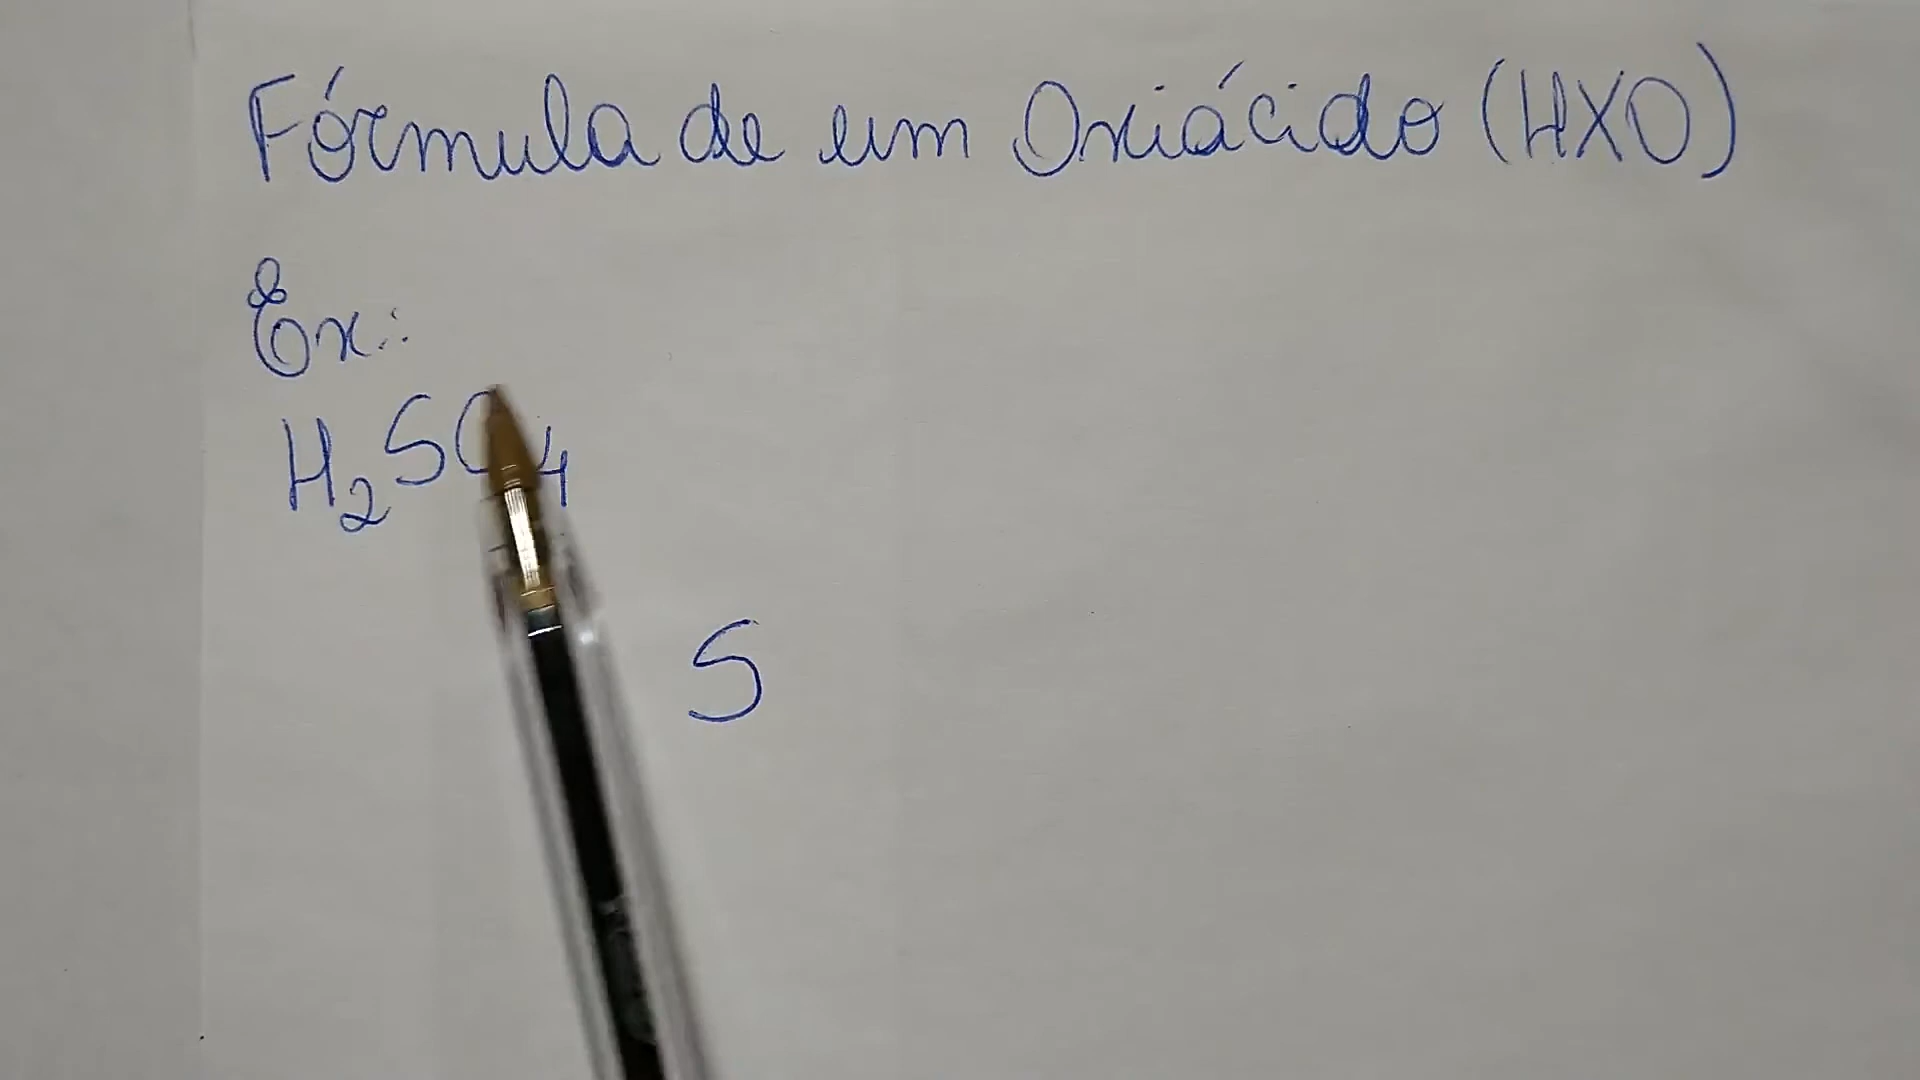 Fórmula de um Oxiácido (HXO)
Ex.:
H₂SO₄
S